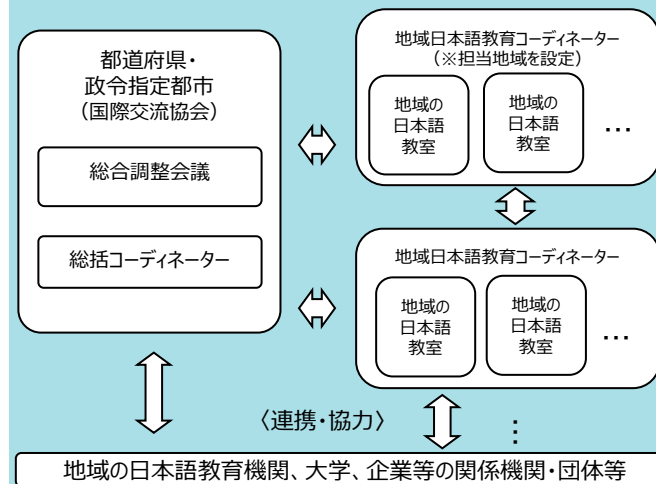 都道府県・
政令指定都市
（国際交流協会）
総合調整会議
総括コーディネーター
地域日本語教育コーディネーター
（※担当地域を設定）
地域の
日本語
教室
地域の
日本語
教室
…
地域日本語教育コーディネーター
地域の
日本語
教室
地域の
日本語
教室
…
〈連携・協力〉
⋮
地域の日本語教育機関、大学、企業等の関係機関・団体等